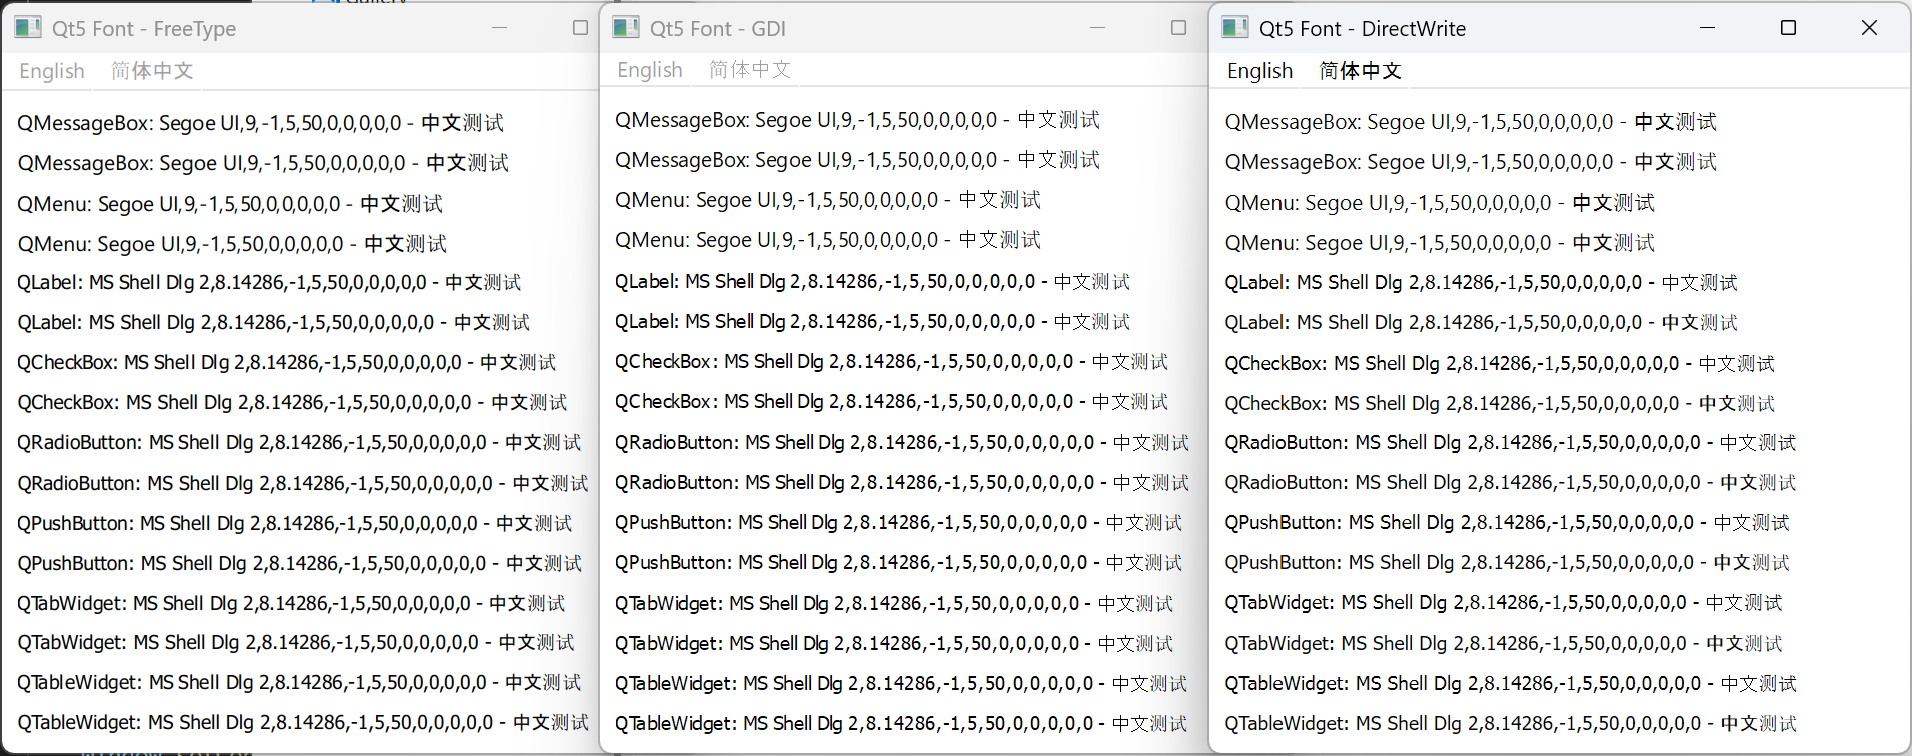 Qt5 Font - FreeType
English 简体中文
QMessageBox: Segoe UI,9,-1,5,50,0,0,0,0,0 - 中文测试
QMessageBox: Segoe UI,9,-1,5,50,0,0,0,0,0 - 中文测试
QMenu: Segoe UI,9,-1,5,50,0,0,0,0,0 - 中文测试
QMenu: Segoe UI,9,-1,5,50,0,0,0,0,0 - 中文测试
QLabel: MS Shell Dlg 2,8.14286,-1,5,50,0,0,0,0,0 - 中文测试
QLabel: MS Shell Dlg 2,8.14286,-1,5,50,0,0,0,0,0 - 中文测试
QCheckBox: MS Shell Dlg 2,8.14286,-1,5,50,0,0,0,0,0 - 中文测试
QCheckBox: MS Shell Dlg 2,8.14286,-1,5,50,0,0,0,0,0 - 中文测试
QRadioButton: MS Shell Dlg 2,8.14286,-1,5,50,0,0,0,0,0 - 中文测试
QRadioButton: MS Shell Dlg 2,8.14286,-1,5,50,0,0,0,0,0 - 中文测试
QPushButton: MS Shell Dlg 2,8.14286,-1,5,50,0,0,0,0,0 - 中文测试
QPushButton: MS Shell Dlg 2,8.14286,-1,5,50,0,0,0,0,0 - 中文测试
QTabWidget: MS Shell Dlg 2,8.14286,-1,5,50,0,0,0,0,0 - 中文测试
QTabWidget: MS Shell Dlg 2,8.14286,-1,5,50,0,0,0,0,0 - 中文测试
QTableWidget: MS Shell Dlg 2,8.14286,-1,5,50,0,0,0,0,0 - 中文测试
QTableWidget: MS Shell Dlg 2,8.14286,-1,5,50,0,0,0,0,0 - 中文测试
Qt5 Font - GDI
English 简体中文
QMessageBox: Segoe UI,9,-1,5,50,0,0,0,0,0 - 中文测试
QMessageBox: Segoe UI,9,-1,5,50,0,0,0,0,0 - 中文测试
QMenu: Segoe UI,9,-1,5,50,0,0,0,0,0 - 中文测试
QMenu: Segoe UI,9,-1,5,50,0,0,0,0,0 - 中文测试
QLabel: MS Shell Dlg 2,8.14286,-1,5,50,0,0,0,0,0 - 中文测试
QLabel: MS Shell Dlg 2,8.14286,-1,5,50,0,0,0,0,0 - 中文测试
QCheckBox: MS Shell Dlg 2,8.14286,-1,5,50,0,0,0,0,0 - 中文测试
QCheckBox: MS Shell Dlg 2,8.14286,-1,5,50,0,0,0,0,0 - 中文测试
QRadioButton: MS Shell Dlg 2,8.14286,-1,5,50,0,0,0,0,0 - 中文测试
QRadioButton: MS Shell Dlg 2,8.14286,-1,5,50,0,0,0,0,0 - 中文测试
QPushButton: MS Shell Dlg 2,8.14286,-1,5,50,0,0,0,0,0 - 中文测试
QPushButton: MS Shell Dlg 2,8.14286,-1,5,50,0,0,0,0,0 - 中文测试
QTabWidget: MS Shell Dlg 2,8.14286,-1,5,50,0,0,0,0,0 - 中文测试
QTabWidget: MS Shell Dlg 2,8.14286,-1,5,50,0,0,0,0,0 - 中文测试
QTableWidget: MS Shell Dlg 2,8.14286,-1,5,50,0,0,0,0,0 - 中文测试
QTableWidget: MS Shell Dlg 2,8.14286,-1,5,50,0,0,0,0,0 - 中文测试
Qt5 Font - DirectWrite
English 简体中文
QMessageBox: Segoe UI,9,-1,5,50,0,0,0,0,0 - 中文测试
QMessageBox: Segoe UI,9,-1,5,50,0,0,0,0,0 - 中文测试
QMenu: Segoe UI,9,-1,5,50,0,0,0,0,0 - 中文测试
QMenu: Segoe UI,9,-1,5,50,0,0,0,0,0 - 中文测试
QLabel: MS Shell Dlg 2,8.14286,-1,5,50,0,0,0,0,0 - 中文测试
QLabel: MS Shell Dlg 2,8.14286,-1,5,50,0,0,0,0,0 - 中文测试
QCheckBox: MS Shell Dlg 2,8.14286,-1,5,50,0,0,0,0,0 - 中文测试
QCheckBox: MS Shell Dlg 2,8.14286,-1,5,50,0,0,0,0,0 - 中文测试
QRadioButton: MS Shell Dlg 2,8.14286,-1,5,50,0,0,0,0,0 - 中文测试
QRadioButton: MS Shell Dlg 2,8.14286,-1,5,50,0,0,0,0,0 - 中文测试
QPushButton: MS Shell Dlg 2,8.14286,-1,5,50,0,0,0,0,0 - 中文测试
QPushButton: MS Shell Dlg 2,8.14286,-1,5,50,0,0,0,0,0 - 中文测试
QTabWidget: MS Shell Dlg 2,8.14286,-1,5,50,0,0,0,0,0 - 中文测试
QTabWidget: MS Shell Dlg 2,8.14286,-1,5,50,0,0,0,0,0 - 中文测试
QTableWidget: MS Shell Dlg 2,8.14286,-1,5,50,0,0,0,0,0 - 中文测试
QTableWidget: MS Shell Dlg 2,8.14286,-1,5,50,0,0,0,0,0 - 中文测试